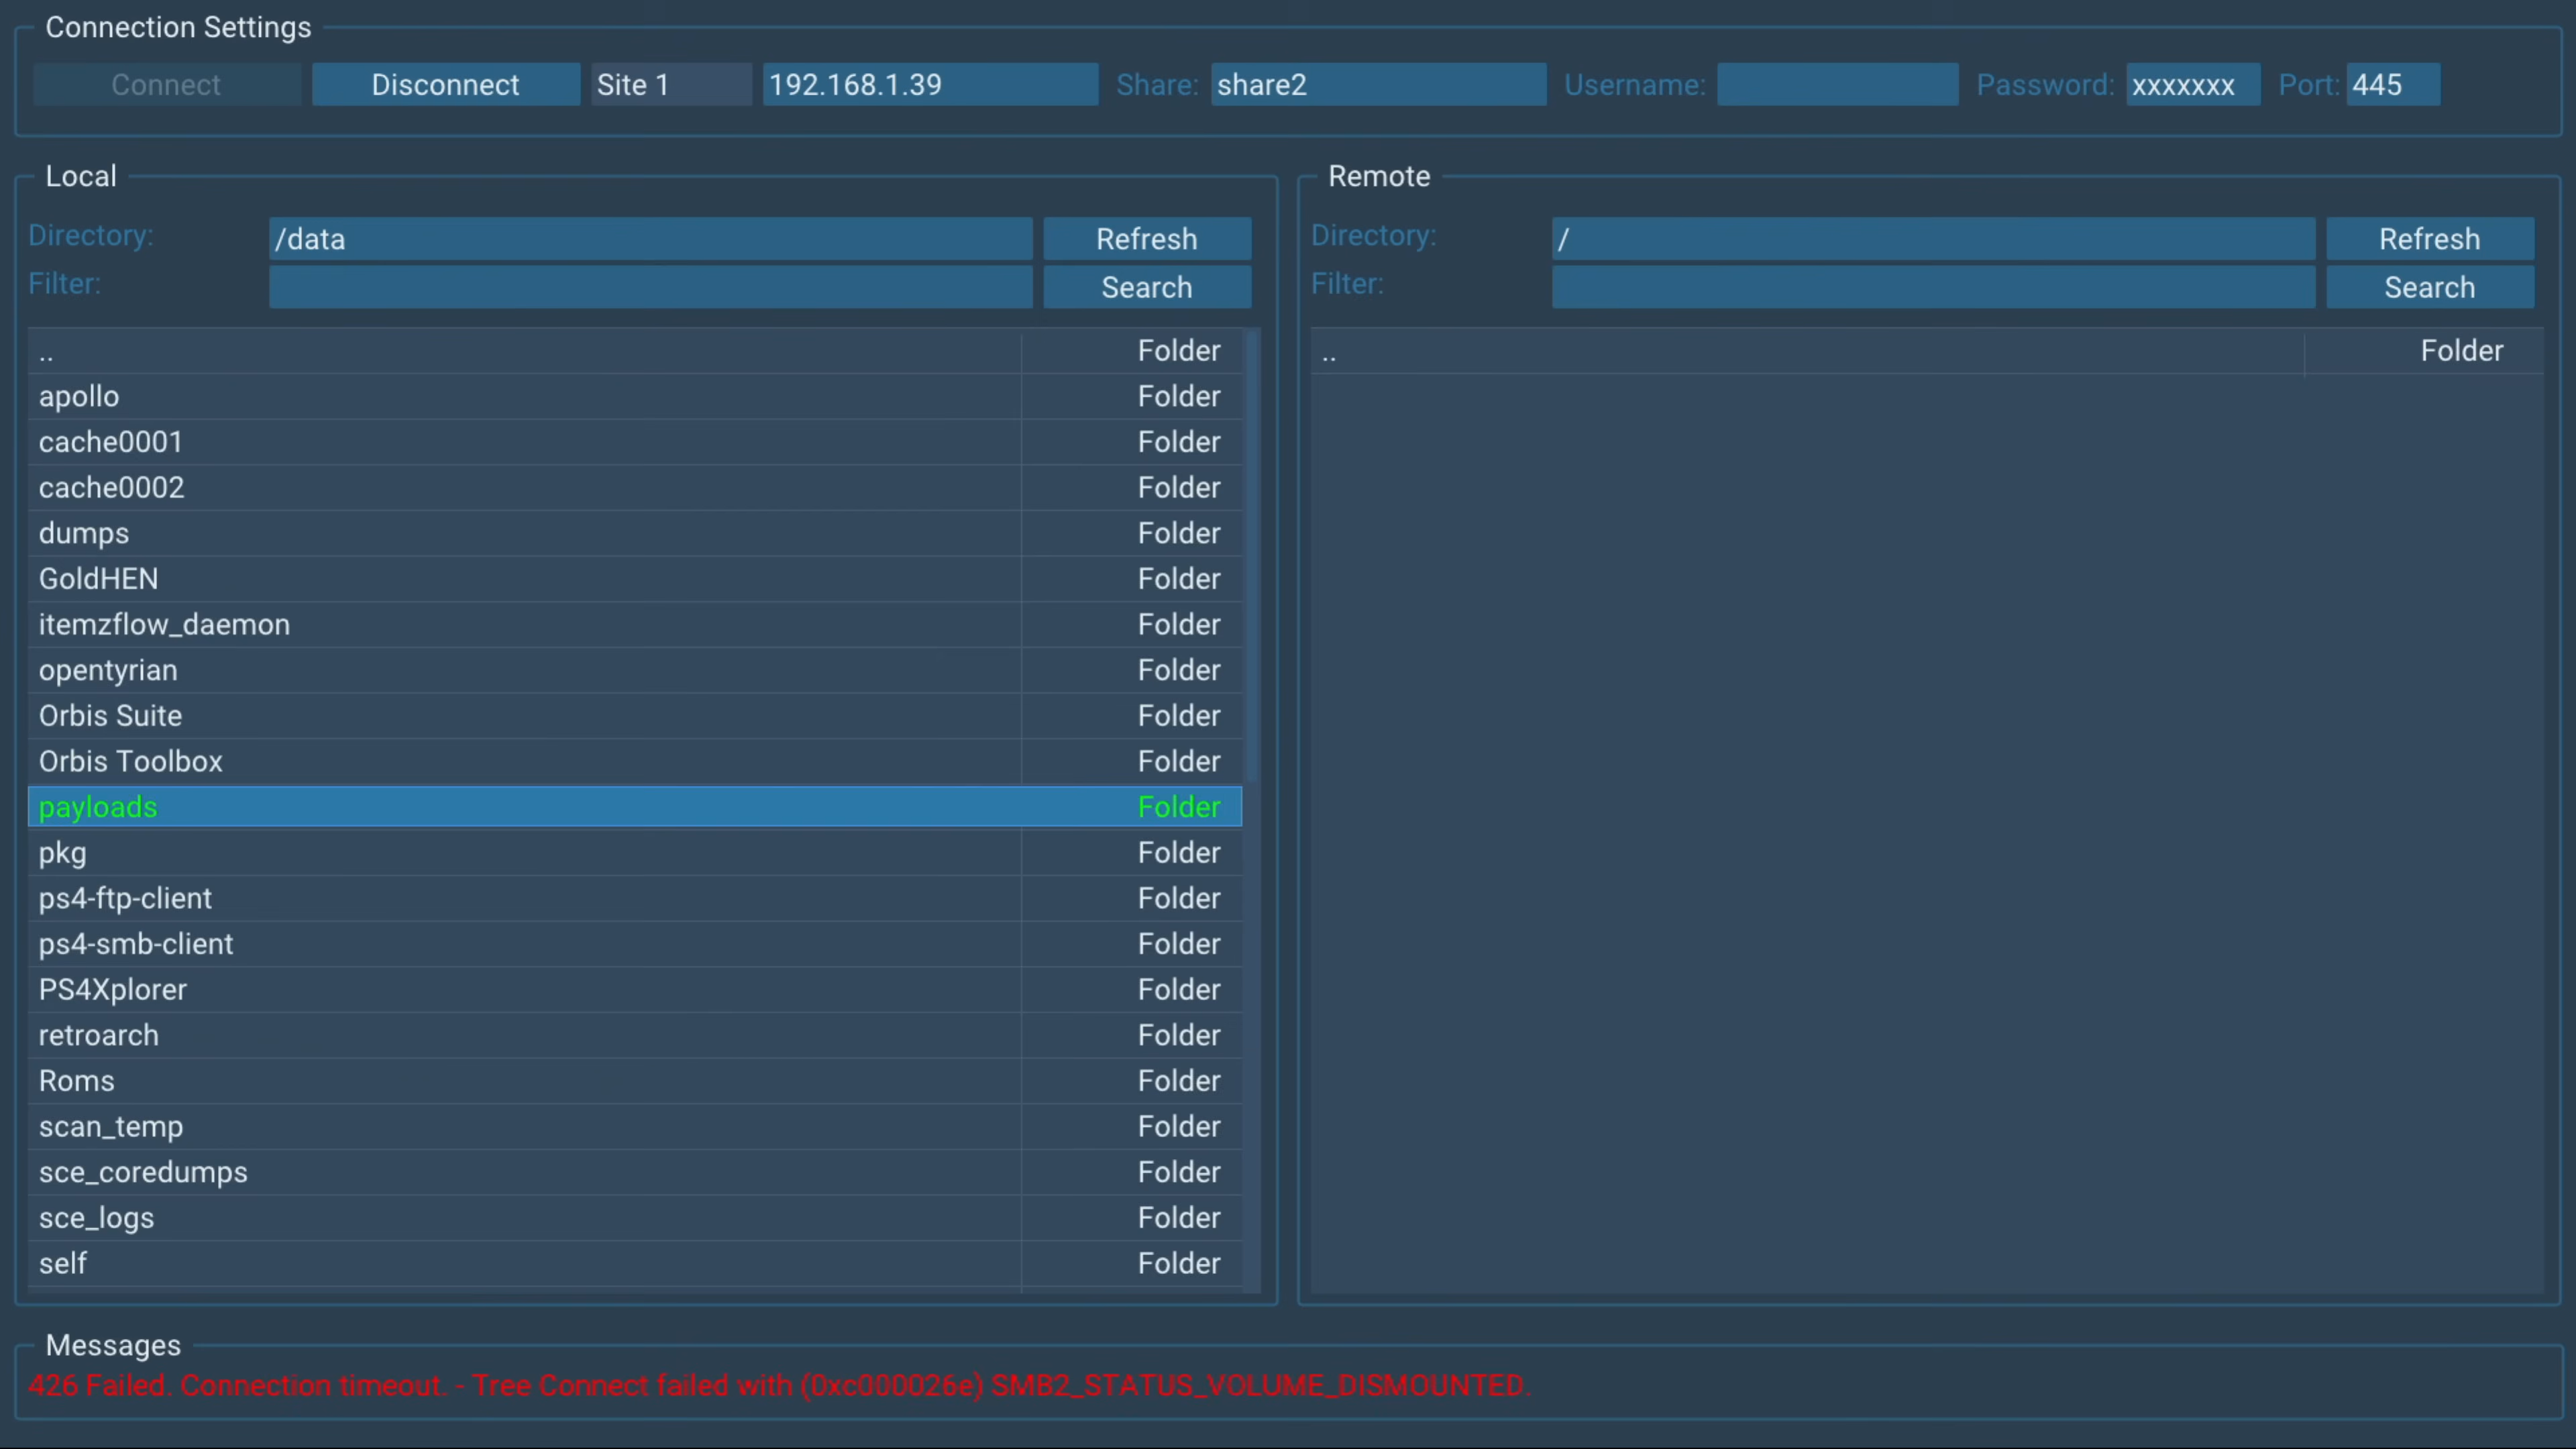 Connection Settings
Connect Disconnect Site 1 192.168.1.39 Share: share2 Username: Password: xxxxxxx Port: 445
Local
Directory: /data Refresh
Filter: Search
.. Folder
apollo Folder
cache0001 Folder
cache0002 Folder
dumps Folder
GoldHEN Folder
itemzflow_daemon Folder
opentyrian Folder
Orbis Suite Folder
Orbis Toolbox Folder
payloads Folder
pkg Folder
ps4-ftp-client Folder
ps4-smb-client Folder
PS4Xplorer Folder
retroarch Folder
Roms Folder
scan_temp Folder
sce_coredumps Folder
sce_logs Folder
self Folder
Remote
Directory: / Refresh
Filter: Search
.. Folder
Messages
426 Failed. Connection timeout. - Tree Connect failed with (0xc000026e) SMB2_STATUS_VOLUME_DISMOUNTED.